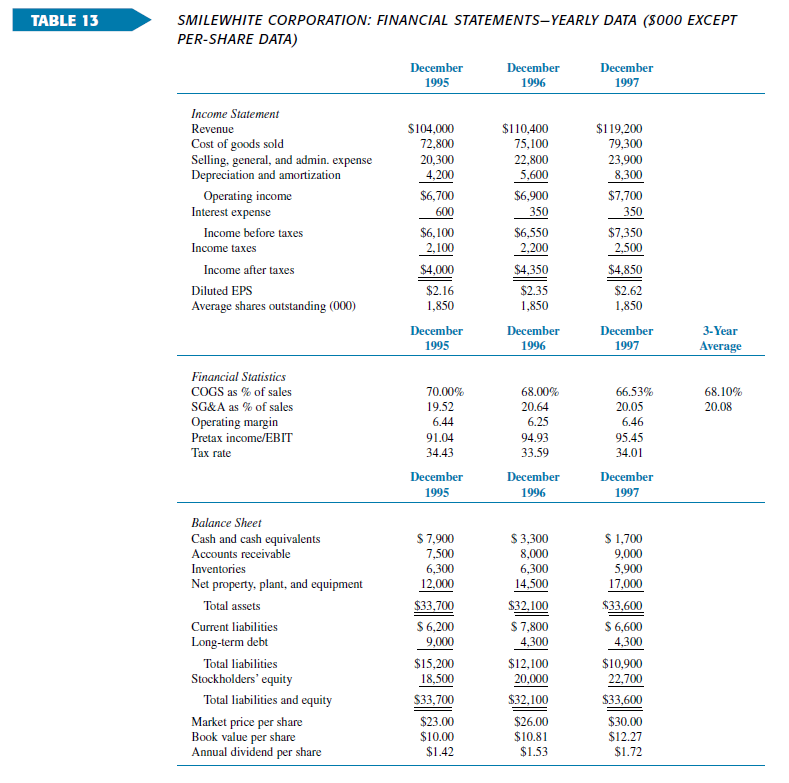 TABLE 13
SMILEWHITE CORPORATION: FINANCIAL STATEMENTS—YEARLY DATA ($000 EXCEPT
PER-SHARE DATA)
December December December
1995 1996 1997
Income Statement
Revenue $104,000 $110,400 $119,200
Cost of goods sold 72,800 75,100 79,300
Selling, general, and admin. expense 20,300 22,800 23,900
Depreciation and amortization 4,200 5,600 8,300
Operating income $6,700 $6,900 $7,700
Interest expense 600 350 350
Income before taxes $6,100 $6,550 $7,350
Income taxes 2,100 2,200 2,500
Income after taxes $4,000 $4,350 $4,850
Diluted EPS $2.16 $2.35 $2.62
Average shares outstanding (000) 1,850 1,850 1,850
December December December 3-Year
1995 1996 1997 Average
Financial Statistics
COGS as % of sales 70.00% 68.00% 66.53% 68.10%
SG&A as % of sales 19.52 20.64 20.05 20.08
Operating margin 6.44 6.25 6.46
Pretax income/EBIT 91.04 94.93 95.45
Tax rate 34.43 33.59 34.01
December December December
1995 1996 1997
Balance Sheet
Cash and cash equivalents $ 7,900 $ 3,300 $ 1,700
Accounts receivable 7,500 8,000 9,000
Inventories 6,300 6,300 5,900
Net property, plant, and equipment 12,000 14,500 17,000
Total assets $33,700 $32,100 $33,600
Current liabilities $ 6,200 $ 7,800 $ 6,600
Long-term debt 9,000 4,300 4,300
Total liabilities $15,200 $12,100 $10,900
Stockholders' equity 18,500 20,000 22,700
Total liabilities and equity $33,700 $32,100 $33,600
Market price per share $23.00 $26.00 $30.00
Book value per share $10.00 $10.81 $12.27
Annual dividend per share $1.42 $1.53 $1.72